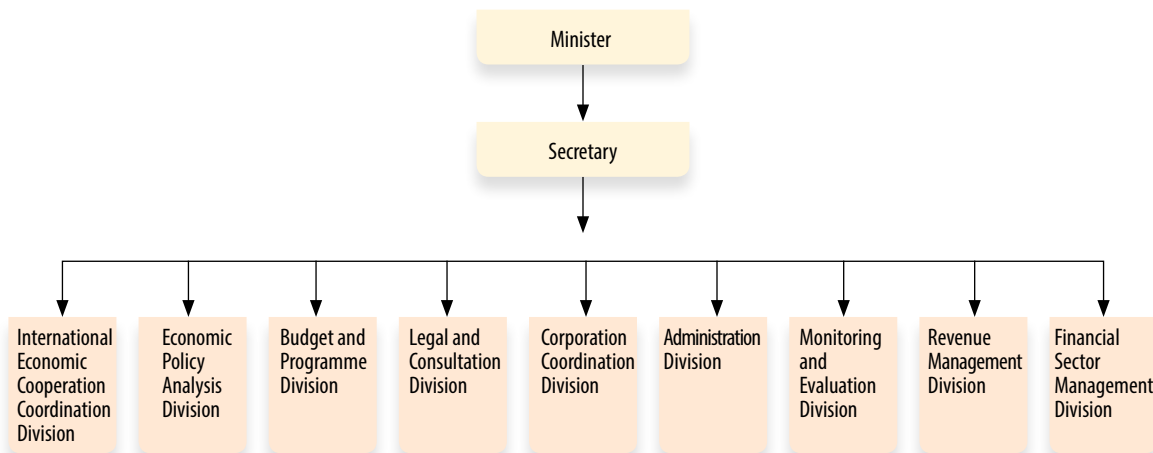 Minister
Secretary
International
Economic
Cooperation
Coordination
Division
Economic
Policy
Analysis
Division
Budget and
Programme
Division
Legal and
Consultation
Division
Corporation
Coordination
Division
Administration
Division
Monitoring
and
Evaluation
Division
Revenue
Management
Division
Financial
Sector
Management
Division